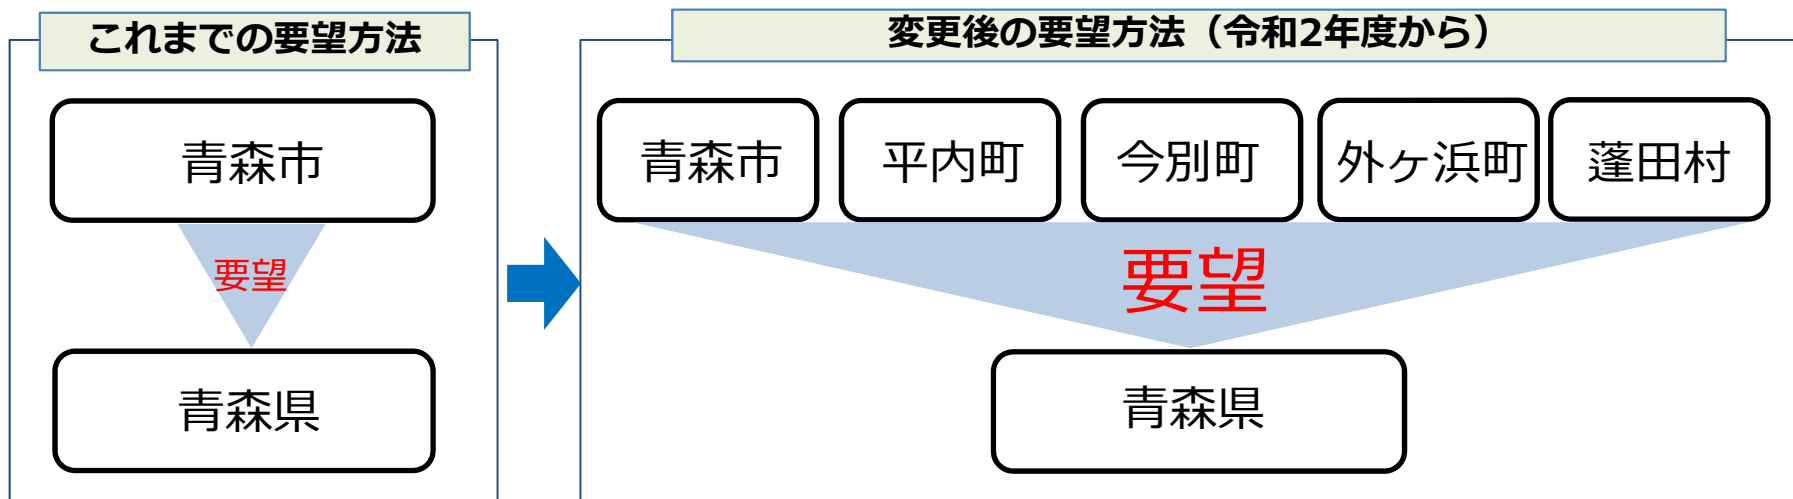 これまでの要望方法
青森市
要望
青森県
変更後の要望方法（令和2年度から）
青森市
平内町
今別町
外ヶ浜町
蓬田村
要望
青森県